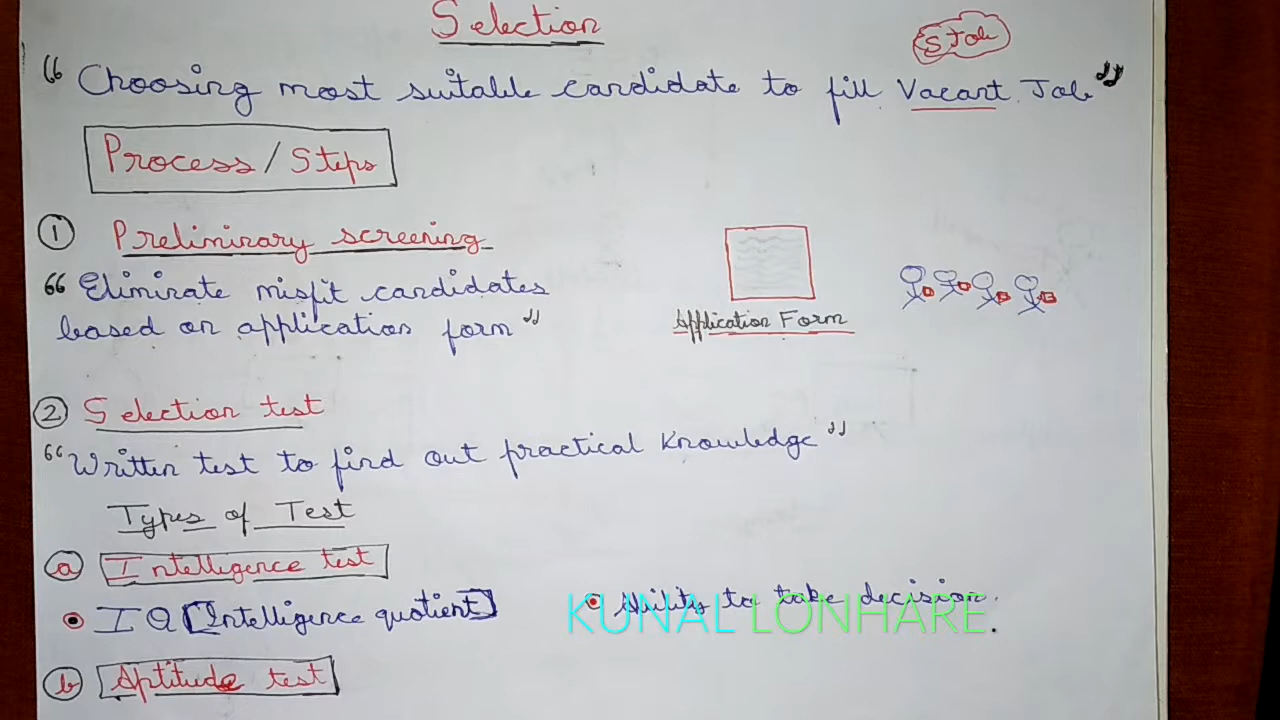 Selection
5 Job
"Choosing most suitable candidate to fill Vacant Job"
Process/Steps
1 Preliminary screening
"Eliminate misfit candidates
based on application form"
Application Form
2 Selection test
"Written test to find out practical Knowledge"
Types of Test
a Intelligence test
• IQ [Intelligence quotient]
• Ability to take decision.
KUNAL LONHARE.
b Aptitude test